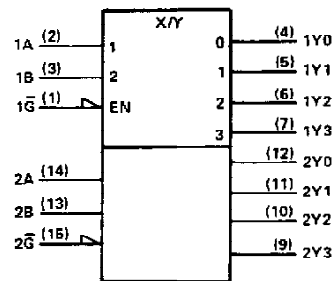 X/Y
1A (2) 1 0 (4) 1Y0
1B (3) 2 1 (5) 1Y1
1G̅ (1) EN 2 (6) 1Y2
3 (7) 1Y3
(12) 2Y0
2A (14) (11) 2Y1
2B (13) (10) 2Y2
2G̅ (15) (9) 2Y3